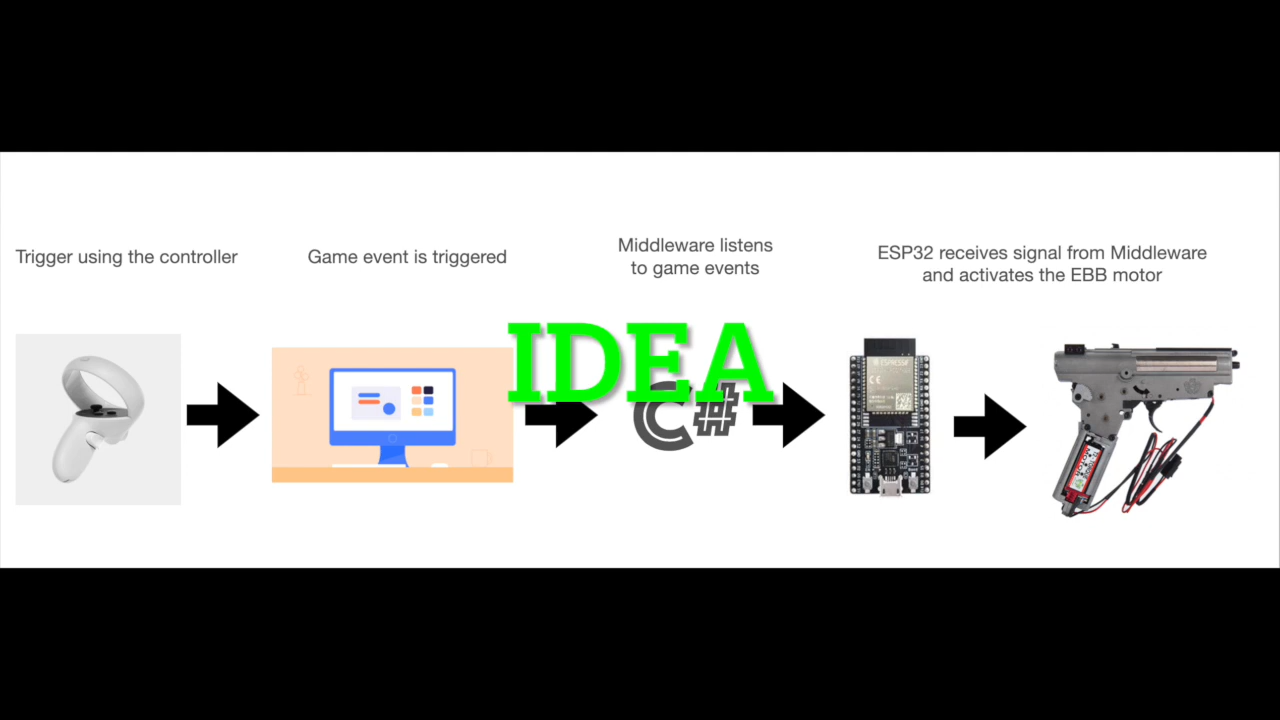 Trigger using the controller
Game event is triggered
Middleware listens
to game events
ESP32 receives signal from Middleware
and activates the EBB motor
IDEA
C#